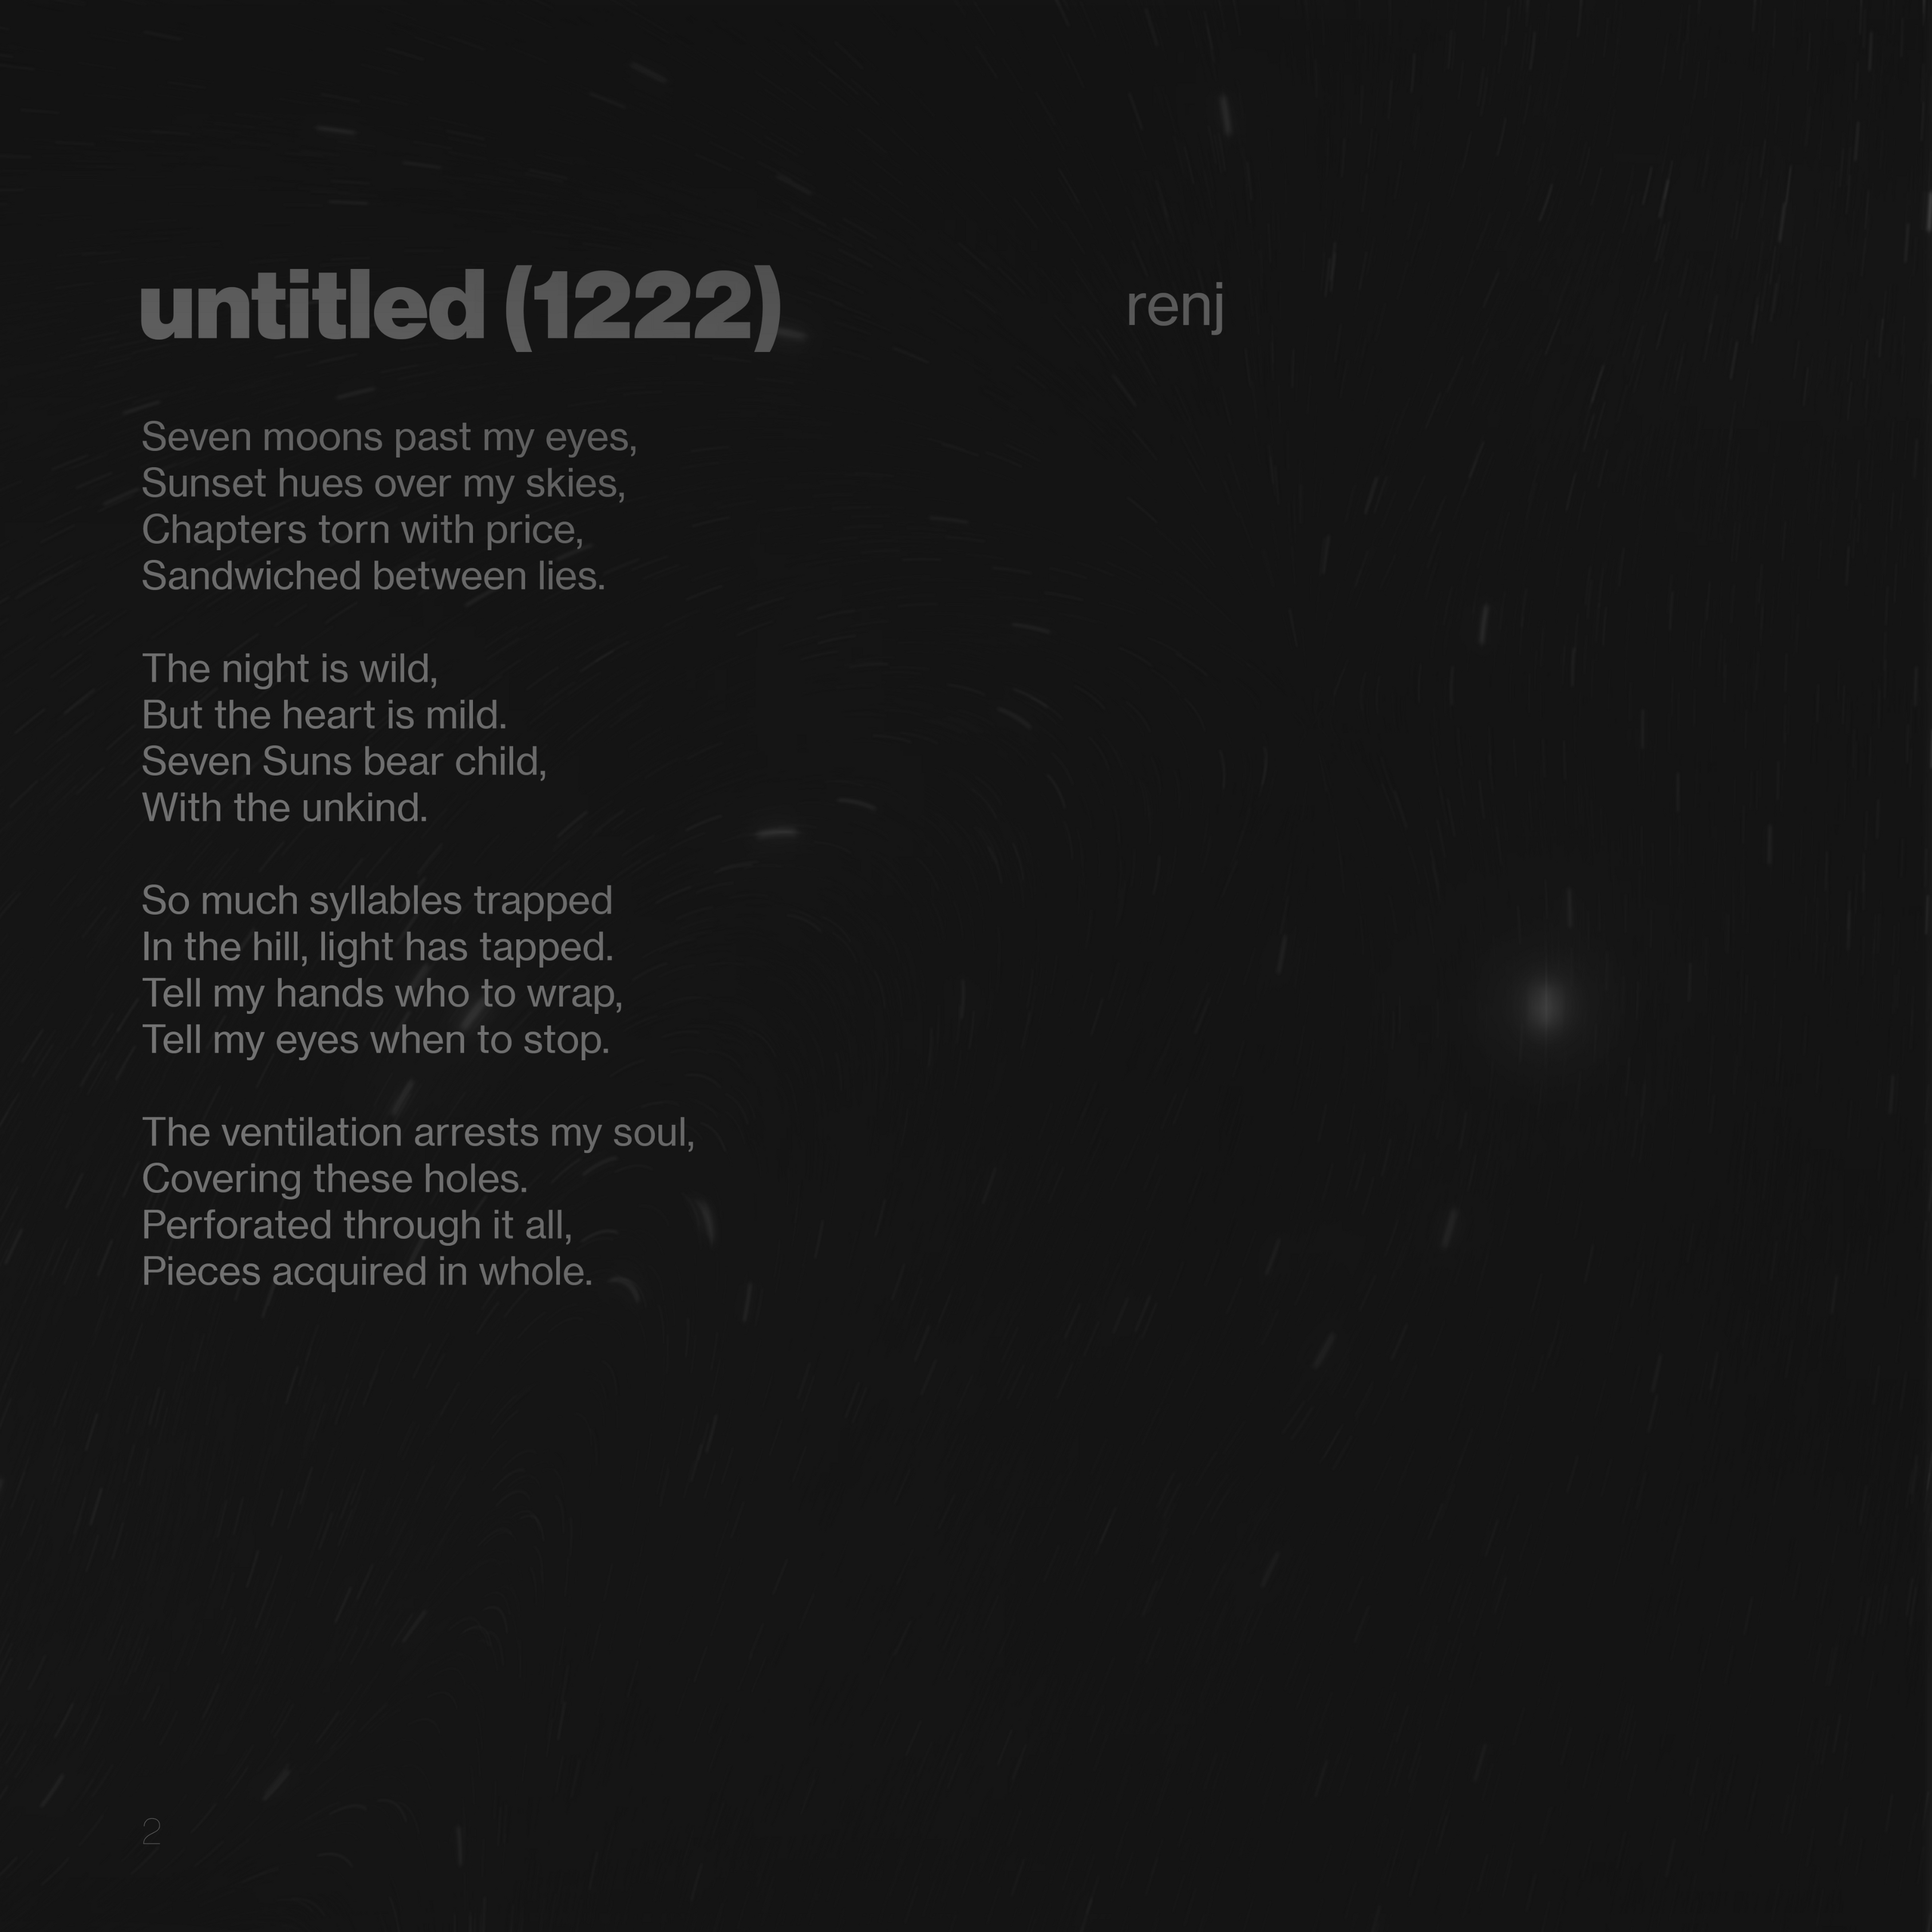 untitled (1222)
renj
Seven moons past my eyes,
Sunset hues over my skies,
Chapters torn with price,
Sandwiched between lies.
The night is wild,
But the heart is mild.
Seven Suns bear child,
With the unkind.
So much syllables trapped
In the hill, light has tapped.
Tell my hands who to wrap,
Tell my eyes when to stop.
The ventilation arrests my soul,
Covering these holes.
Perforated through it all,
Pieces acquired in whole.
2